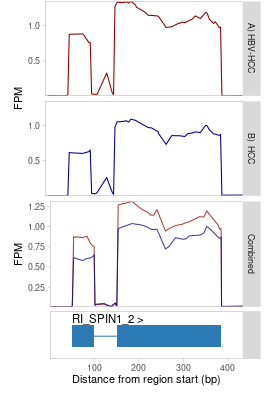 1.0
0.5
A) HBV-HCC
FPM
1.0
0.5
B) HCC
1.25
1.00
0.75
0.50
0.25
FPM
Combined
RI_SPIN1_2 >
100
200
300
400
Distance from region start (bp)